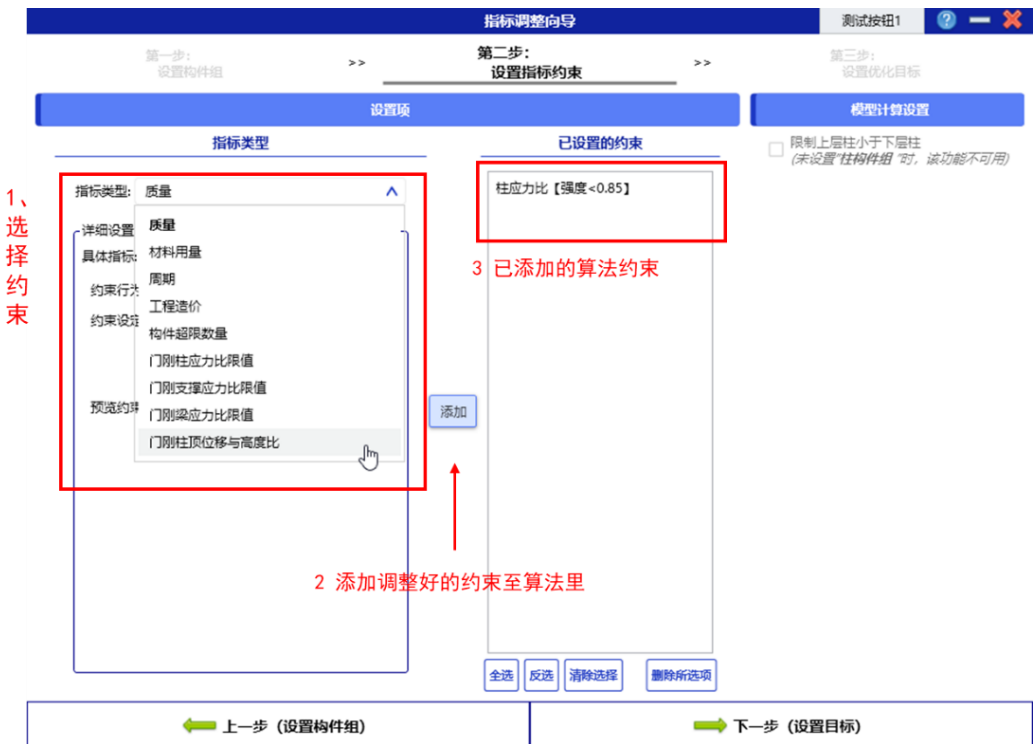 指标调整向导
测试按钮1
第一步:
设置构件组
>>
第二步:
设置指标约束
>>
第三步:
设置优化目标
设置项
模型计算设置
指标类型
已设置的约束
限制上层柱小于下层柱
(未设置"柱构件组 "时，该功能不可用)
1、选择约束
指标类型: 质量
详细设置
具体指标:
约束行为
约束设定
预览约束
质量
材料用量
周期
工程造价
构件超限数量
门刚柱应力比限值
门刚支撑应力比限值
门刚梁应力比限值
门刚柱顶位移与高度比
添加
柱应力比【强度<0.85】
3 已添加的算法约束
2 添加调整好的约束至算法里
全选 反选 清除选择 删除所选项
上一步（设置构件组）
下一步（设置目标）